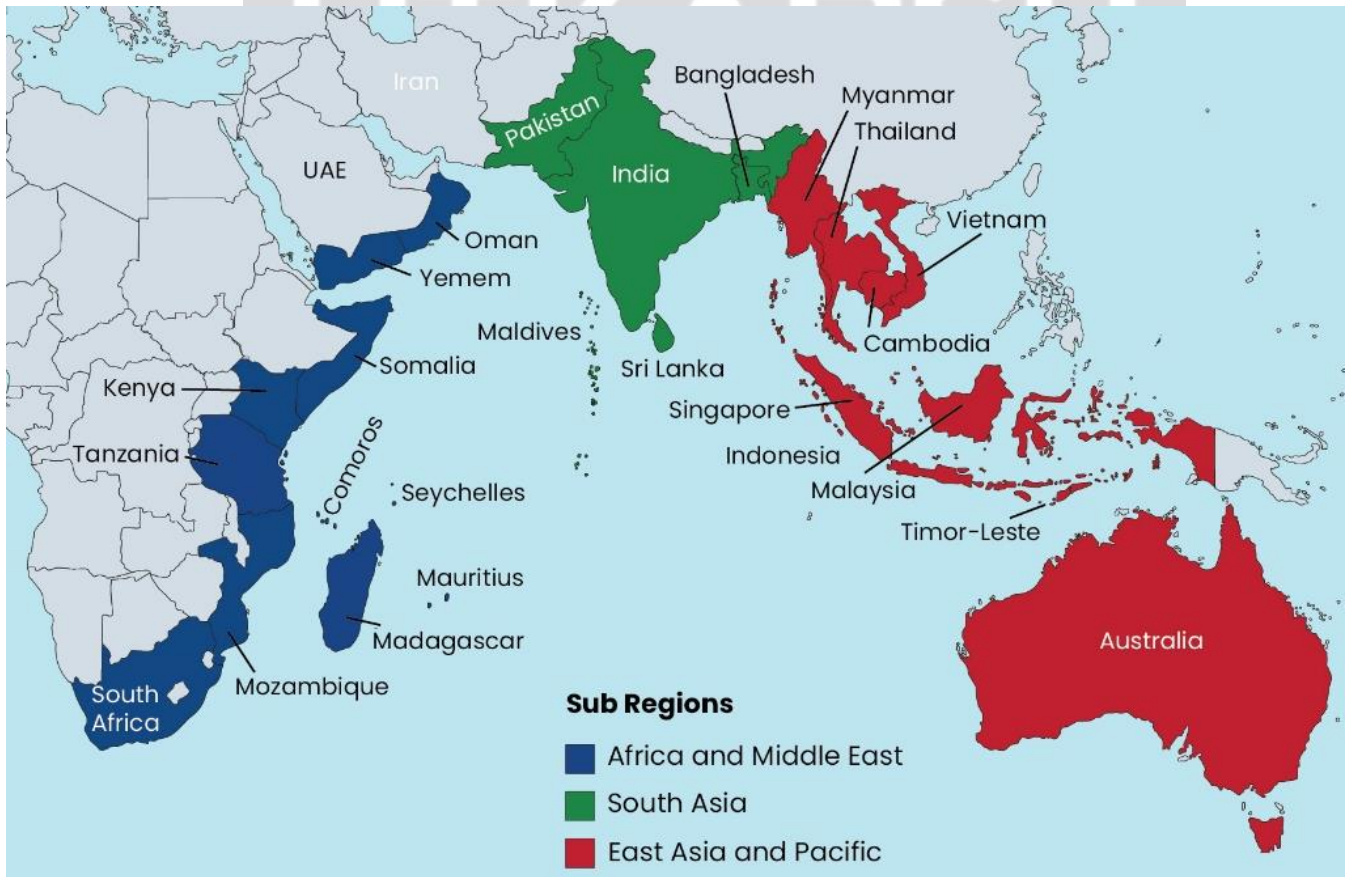 Iran
Bangladesh
Myanmar
Thailand
Pakistan
UAE
India
Vietnam
Oman
Yemem
Maldives
Cambodia
Somalia
Sri Lanka
Kenya
Singapore
Tanzania
Indonesia
Comoros
Malaysia
Seychelles
Timor-Leste
Mauritius
Madagascar
Australia
Mozambique
South
Africa
Sub Regions
Africa and Middle East
South Asia
East Asia and Pacific